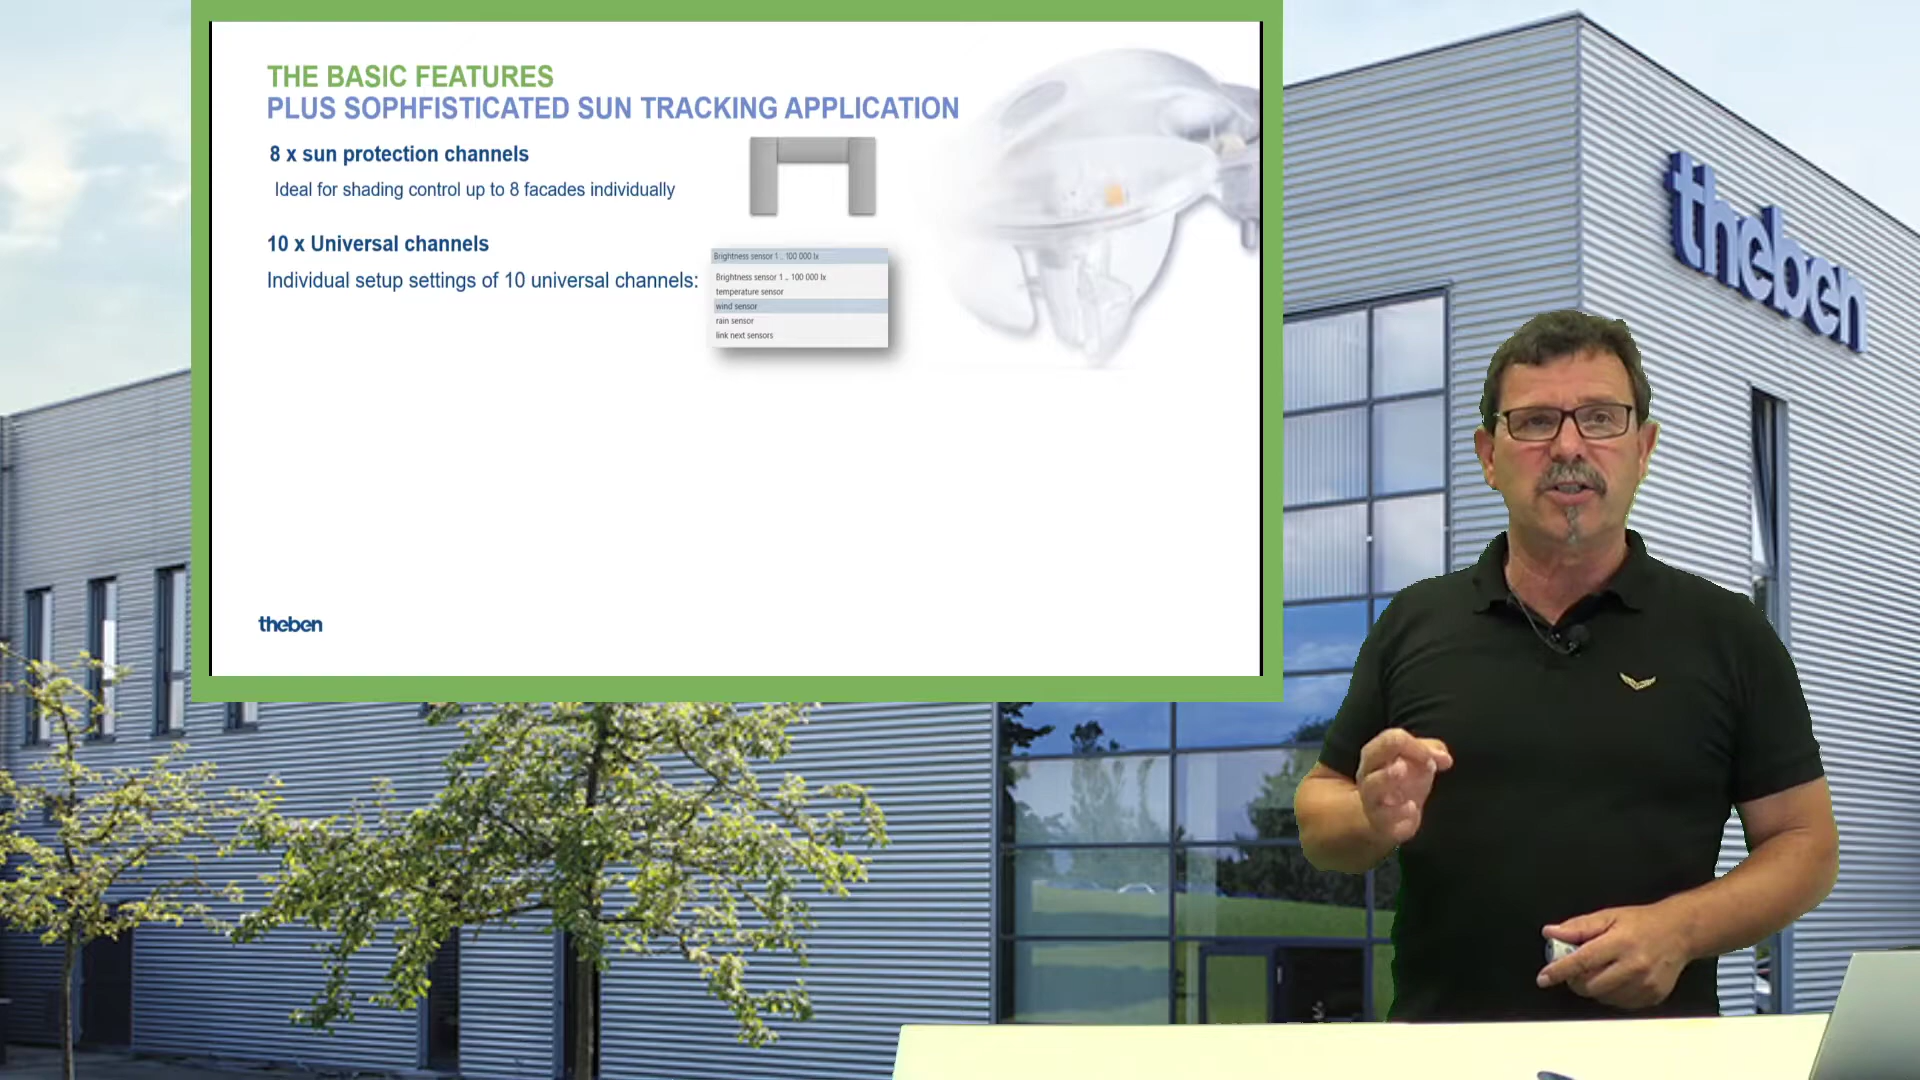 THE BASIC FEATURES
PLUS SOPHFISTICATED SUN TRACKING APPLICATION
8 x sun protection channels
Ideal for shading control up to 8 facades individually
10 x Universal channels
Individual setup settings of 10 universal channels:
Brightness sensor 1 .. 100 000 lx
Brightness sensor 1 .. 100 000 lx
temperature sensor
wind sensor
rain sensor
link next sensors
theben
theben